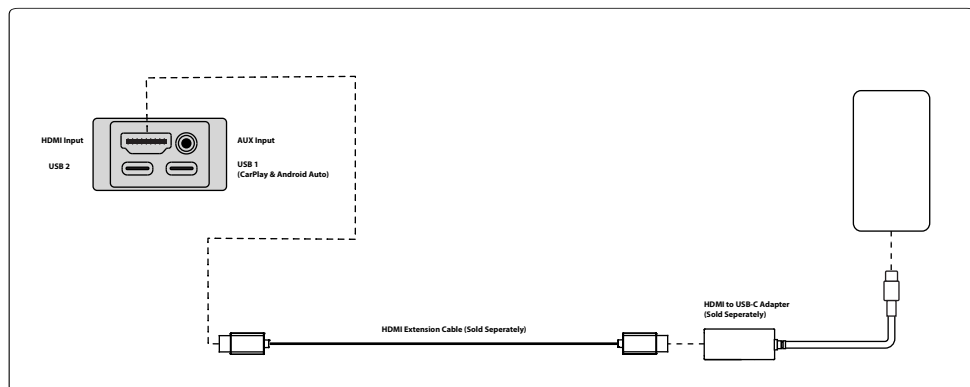 HDMI Input
AUX Input
USB 2
USB 1
(CarPlay & Android Auto)
HDMI to USB-C Adapter
(Sold Seperately)
HDMI Extension Cable (Sold Seperately)